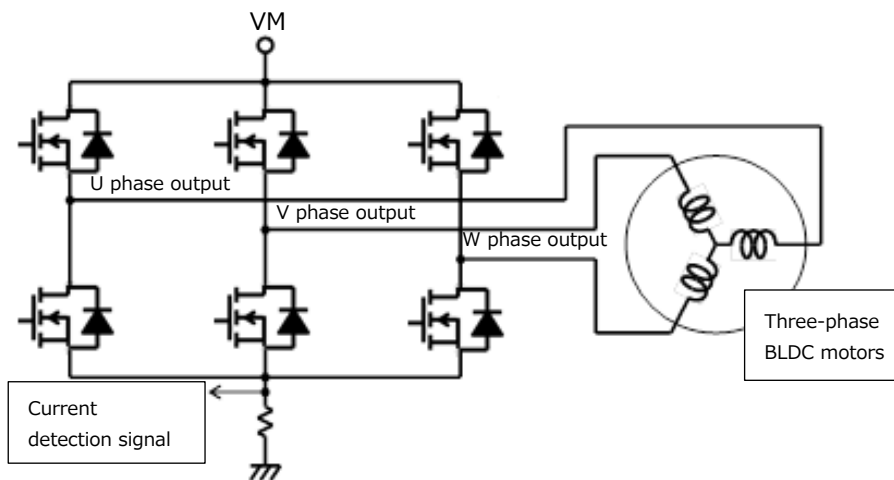 VM
U phase output
V phase output
W phase output
Three-phase
BLDC motors
Current
detection signal